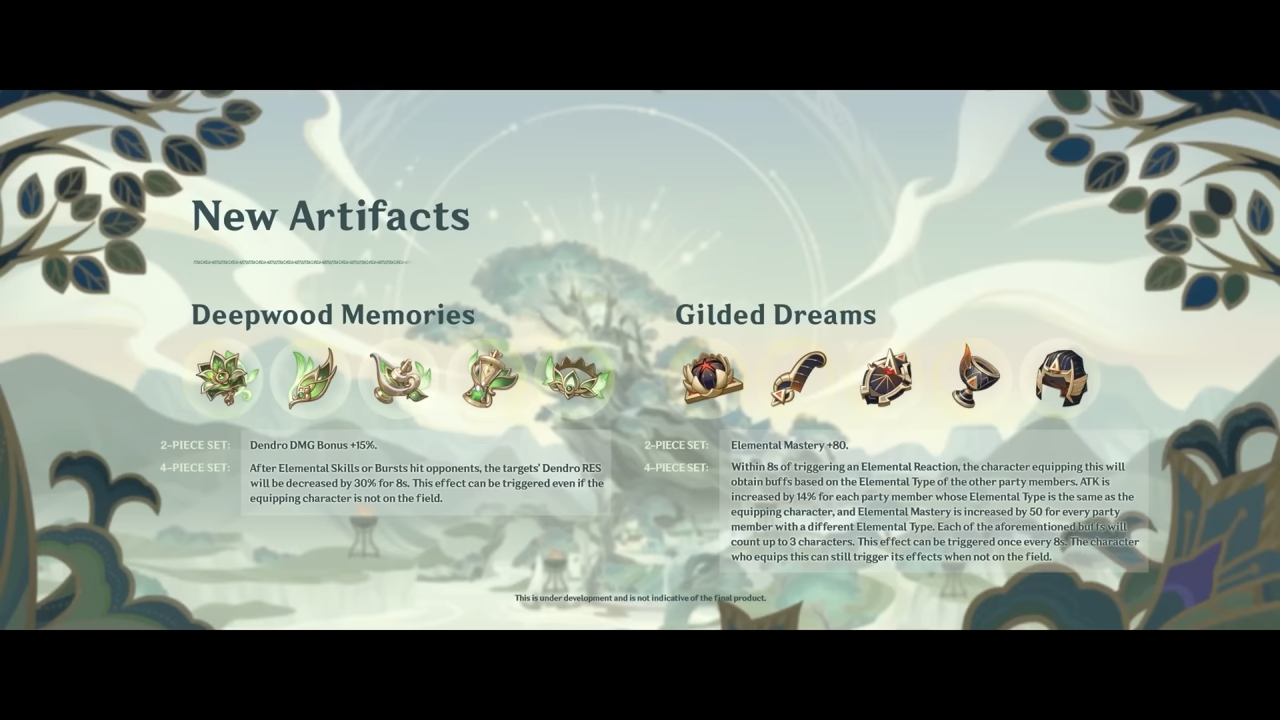 New Artifacts
Deepwood Memories
2-PIECE SET: Dendro DMG Bonus +15%.
4-PIECE SET: After Elemental Skills or Bursts hit opponents, the targets' Dendro RES
will be decreased by 30% for 8s. This effect can be triggered even if the
equipping character is not on the field.
Gilded Dreams
2-PIECE SET: Elemental Mastery +80.
4-PIECE SET: Within 8s of triggering an Elemental Reaction, the character equipping this will
obtain buffs based on the Elemental Type of the other party members. ATK is
increased by 14% for each party member whose Elemental Type is the same as the
equipping character, and Elemental Mastery is increased by 50 for every party
member with a different Elemental Type. Each of the aforementioned buffs will
count up to 3 characters. This effect can be triggered once every 8s. The character
who equips this can still trigger its effects when not on the field.
This is under development and is not indicative of the final product.